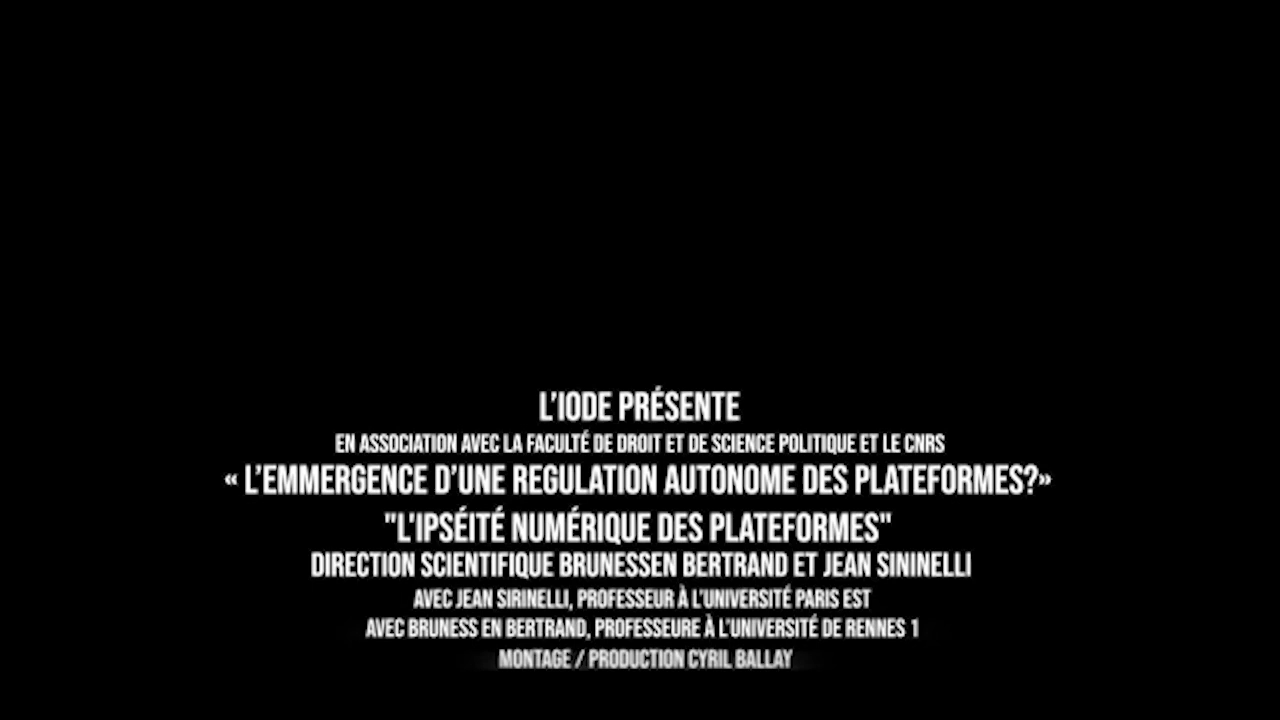 L'IODE PRÉSENTE
EN ASSOCIATION AVEC LA FACULTÉ DE DROIT ET DE SCIENCE POLITIQUE ET LE CNRS
« L'EMMERGENCE D'UNE REGULATION AUTONOME DES PLATEFORMES?»
"L'IPSÉITÉ NUMÉRIQUE DES PLATEFORMES"
DIRECTION SCIENTIFIQUE BRUNESSEN BERTRAND ET JEAN SININELLI
AVEC JEAN SIRINELLI, PROFESSEUR À L'UNIVERSITÉ PARIS EST
AVEC BRUNESS EN BERTRAND, PROFESSEURE À L'UNIVERSITÉ DE RENNES 1
MONTAGE / PRODUCTION CYRIL BALLAY